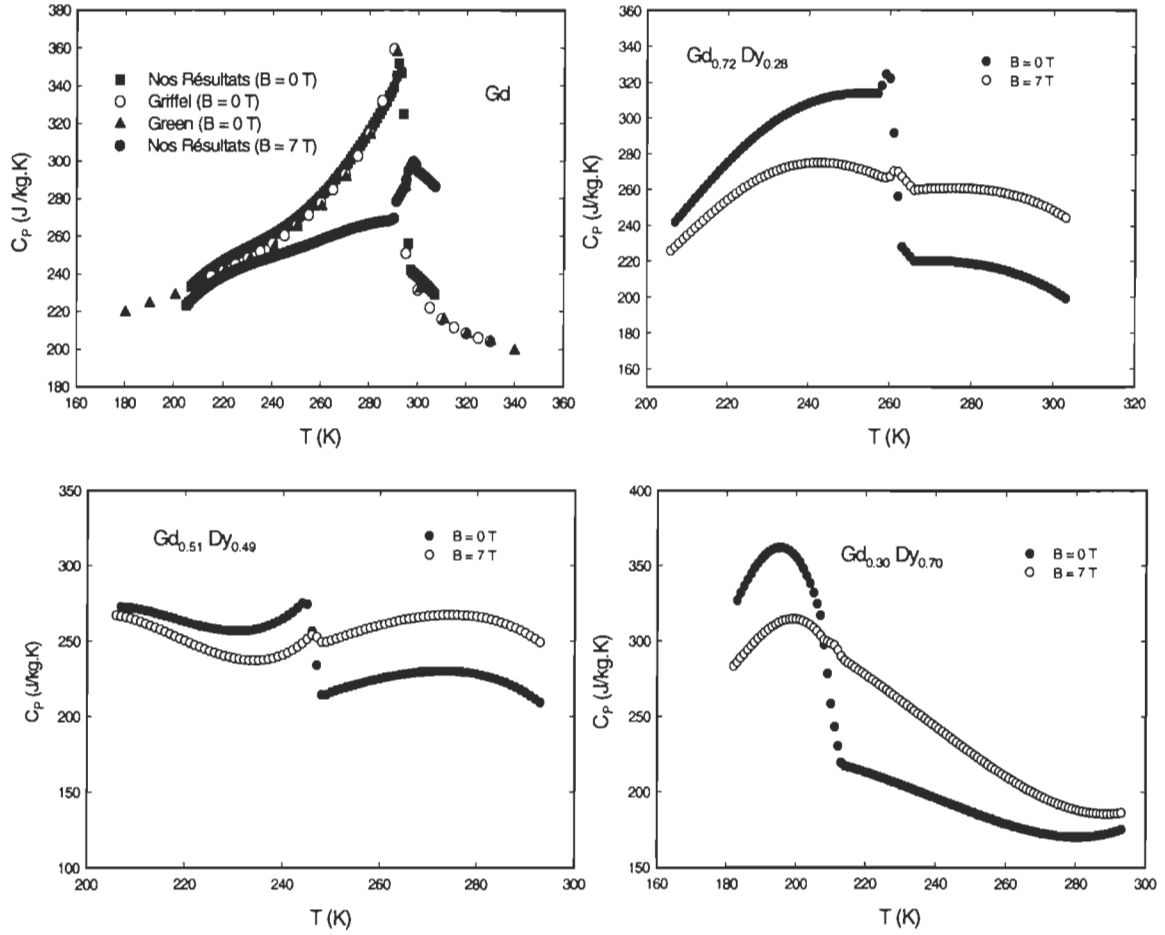 380
360
340
320
300
280
260
240
220
200
180
C_P (J /kg.K)
Nos Résultats (B = 0 T)
Griffel (B = 0 T)
Green (B = 0 T)
Nos Résultats (B = 7 T)
Gd
160 180 200 220 240 260 280 300 320 340 360
T (K)
360
340
320
300
280
260
240
220
200
180
160
C_P (J/kg.K)
Gd0.72 Dy0.28
B = 0 T
B = 7 T
200 220 240 260 280 300 320
T (K)
350
300
250
200
150
100
C_P (J/kg.K)
Gd0.51 Dy0.49
B = 0 T
B = 7 T
200 220 240 260 280 300
T (K)
400
350
300
250
200
150
C_P (J/kg.K)
Gd0.30 Dy0.70
B = 0 T
B = 7 T
160 180 200 220 240 260 280 300
T (K)